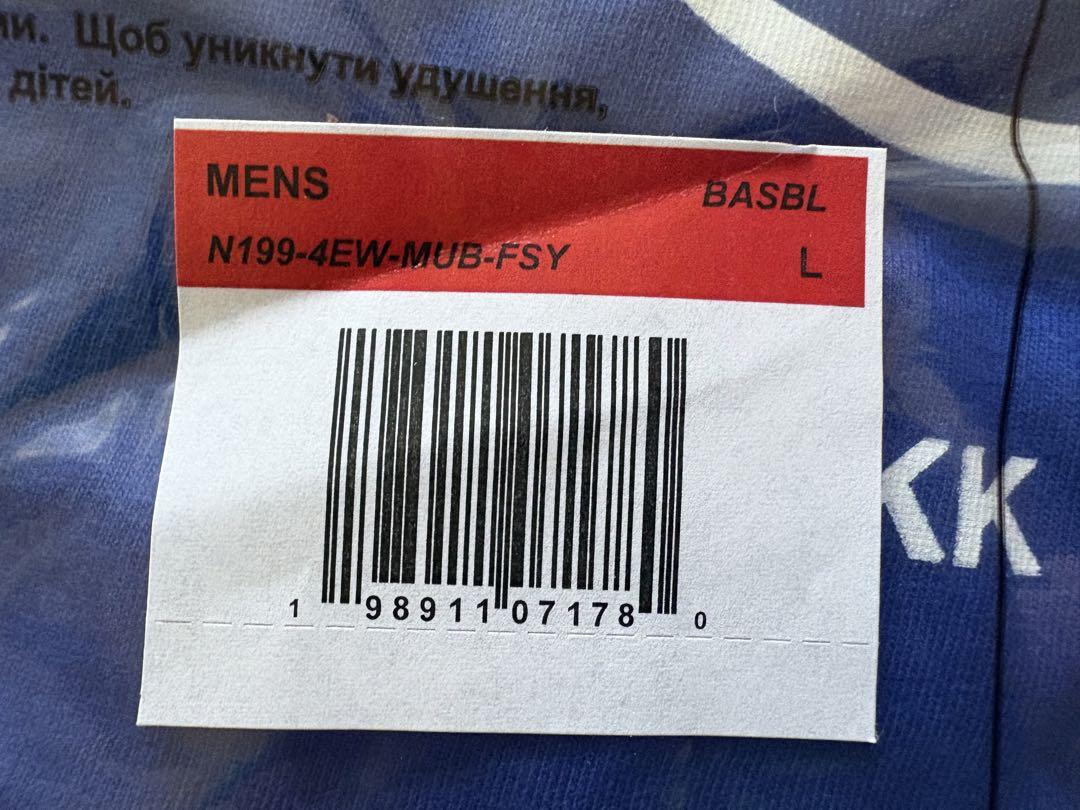 Щоб уникнути удушення,
дітей.
MENS BASBL
N199-4EW-MUB-FSY L
1 98911 07178 0
KK